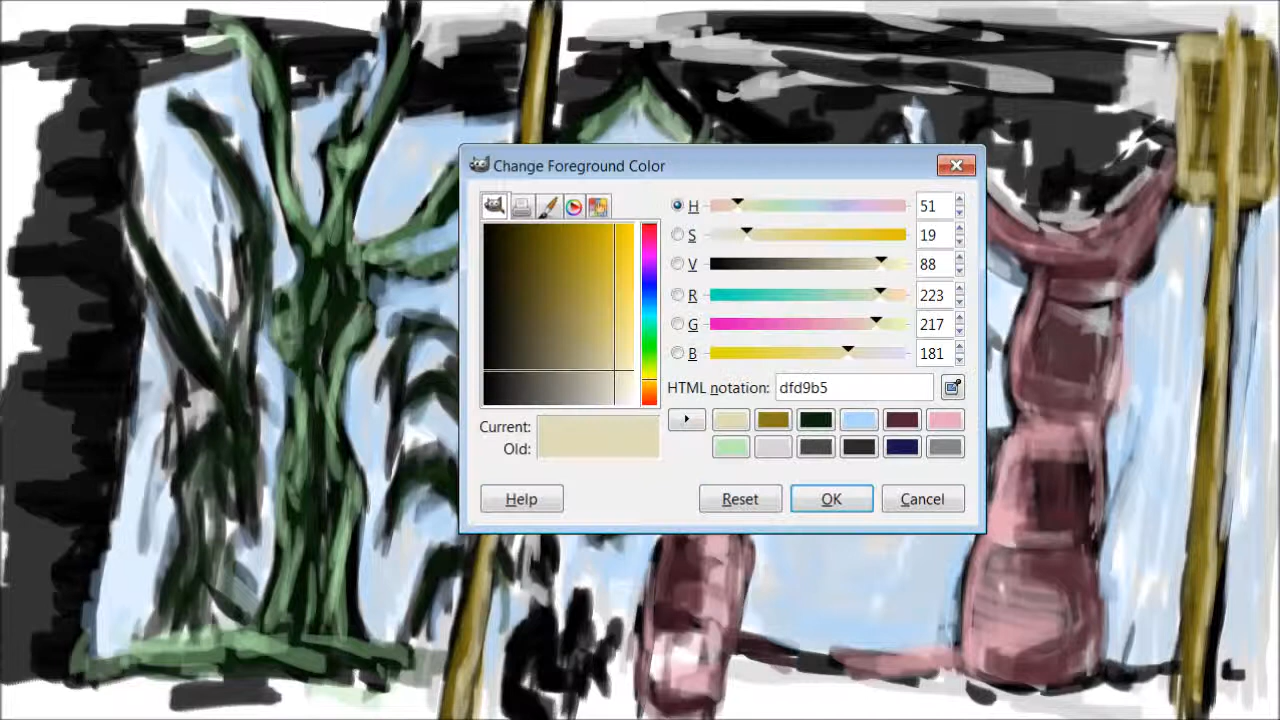 Change Foreground Color
H 51
S 19
V 88
R 223
G 217
B 181
HTML notation: dfd9b5
Current:
Old:
Help Reset OK Cancel